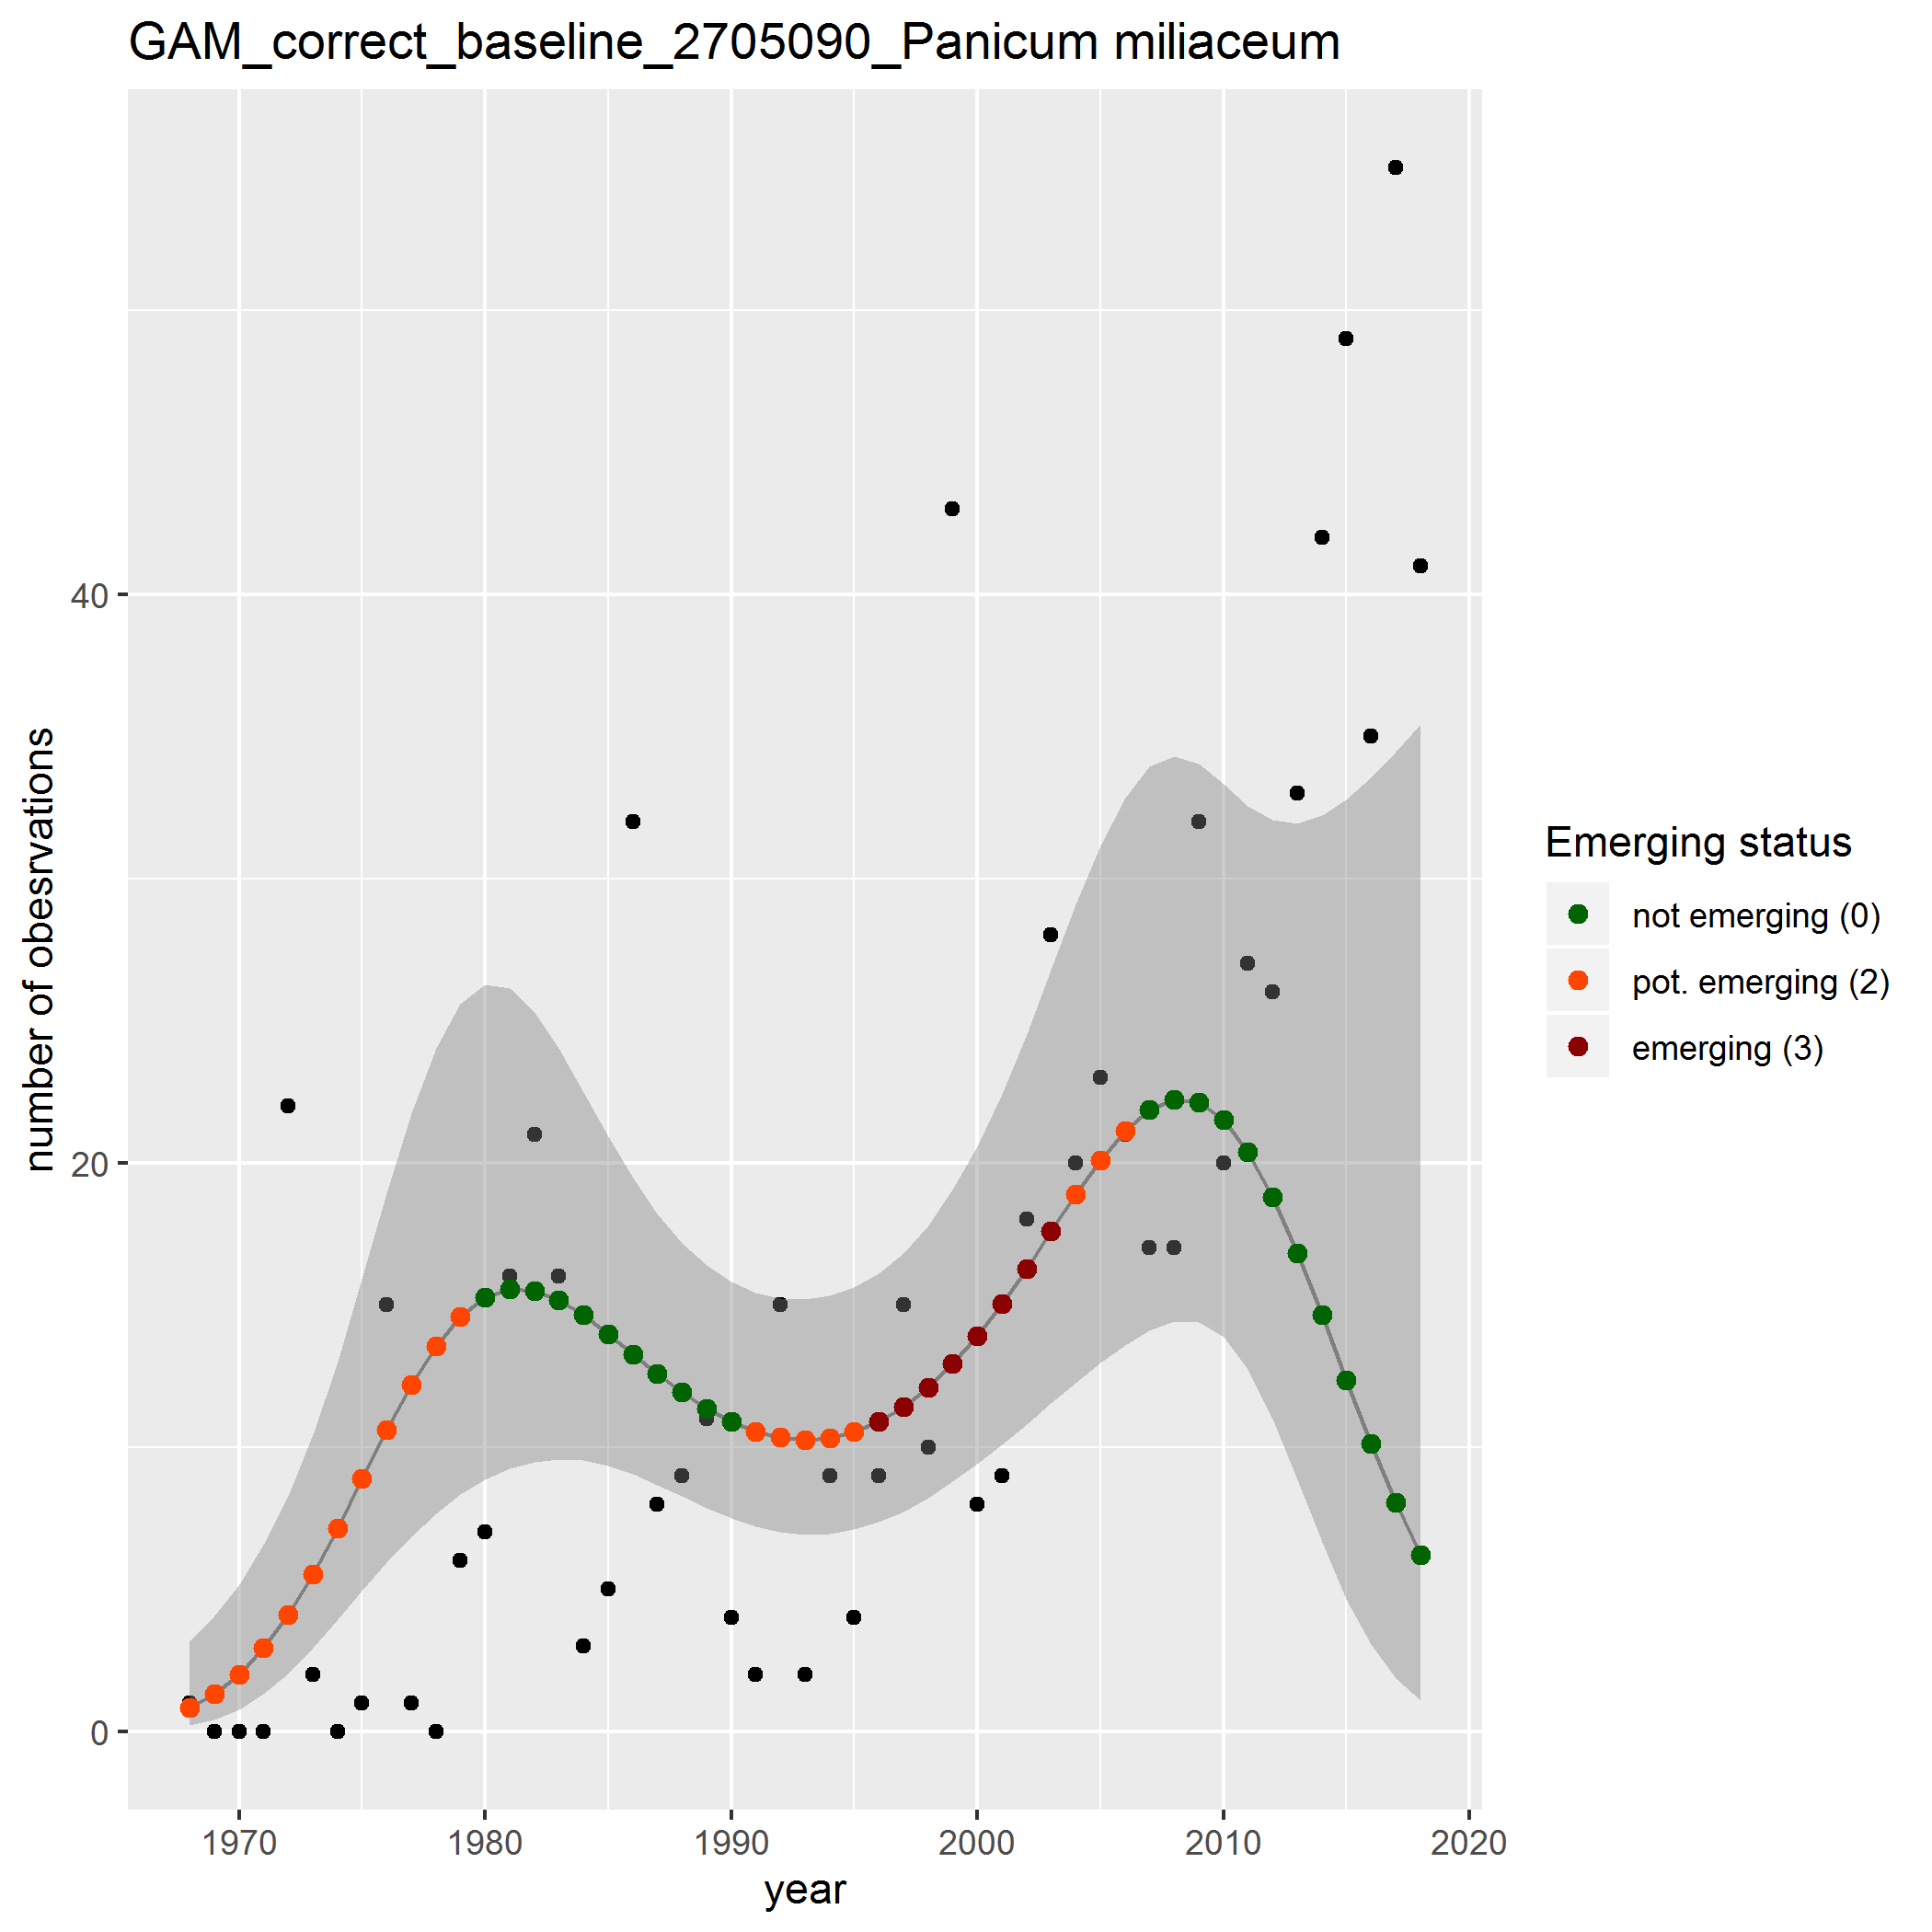 GAM_correct_baseline_2705090_Panicum miliaceum
number of obesrvations
40
20
0
1970 1980 1990 2000 2010 2020
year
Emerging status
not emerging (0)
pot. emerging (2)
emerging (3)